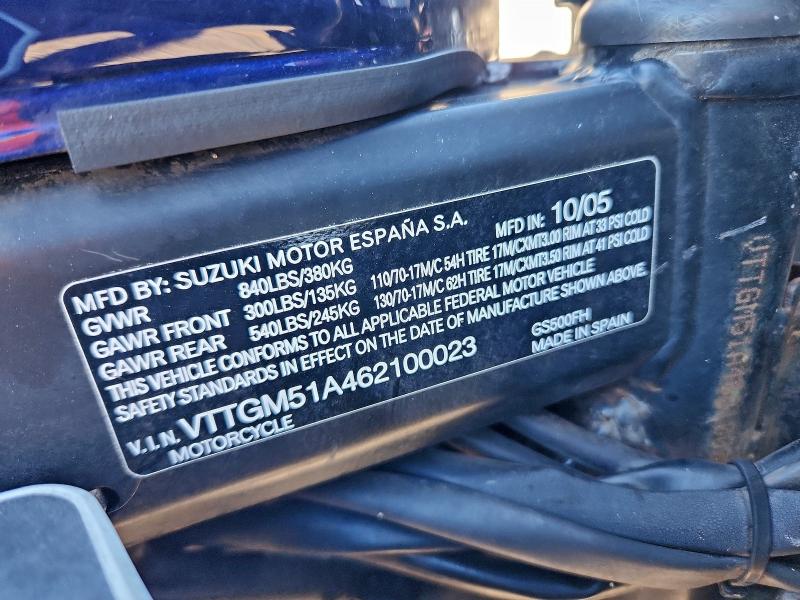 MFD BY: SUZUKI MOTOR ESPAÑA S.A. MFD IN: 10/05
GVWR 840LBS/380KG
GAWR FRONT 300LBS/135KG 110/70-17M/C 54H TIRE 17M/CXMT3.00 RIM AT 33 PSI COLD
GAWR REAR 540LBS/245KG 130/70-17M/C 62H TIRE 17M/CXMT3.50 RIM AT 41 PSI COLD
THIS VEHICLE CONFORMS TO ALL APPLICABLE FEDERAL MOTOR VEHICLE
SAFETY STANDARDS IN EFFECT ON THE DATE OF MANUFACTURE SHOWN ABOVE.
V.I.N. VTTGM51A462100023 GS500FH
MOTORCYCLE MADE IN SPAIN